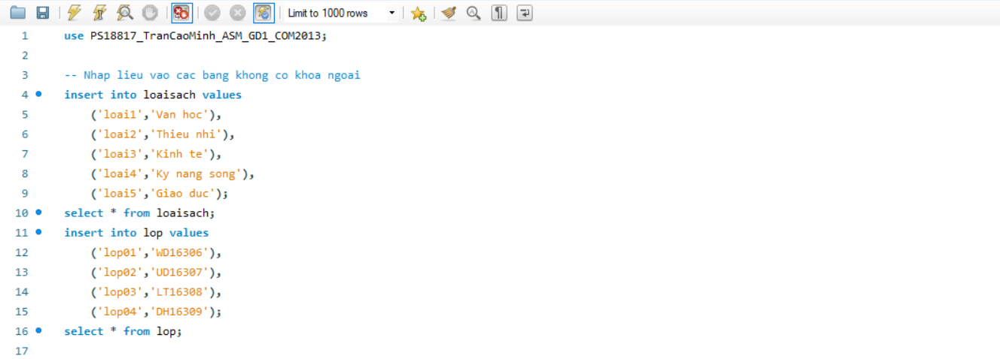 Limit to 1000 rows
1 use PS18817_TranCaoMinh_ASM_GD1_COM2013;
2
3 -- Nhap lieu vao cac bang khong co khoa ngoai
4 insert into loaisach values
5 ('loai1','Van hoc'),
6 ('loai2','Thieu nhi'),
7 ('loai3','Kinh te'),
8 ('loai4','Ky nang song'),
9 ('loai5','Giao duc');
10 select * from loaisach;
11 insert into lop values
12 ('lop01','WD16306'),
13 ('lop02','UD16307'),
14 ('lop03','LT16308'),
15 ('lop04','DH16309');
16 select * from lop;
17